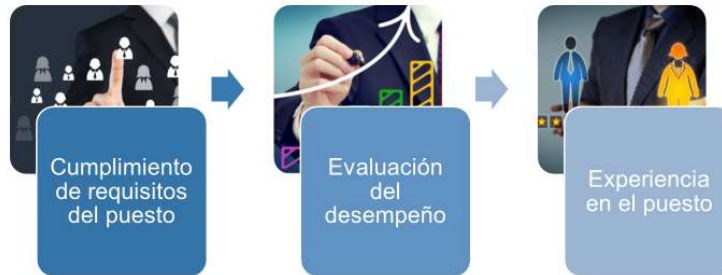 Cumplimiento
de requisitos
del puesto
Evaluación
del
desempeño
Experiencia
en el puesto